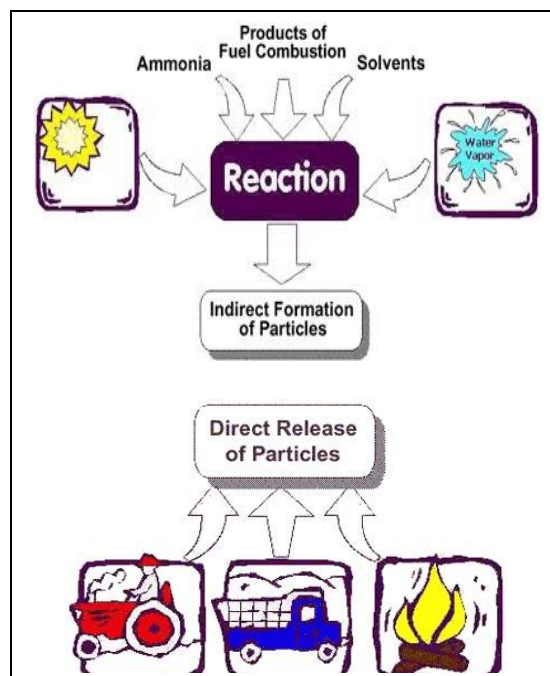 Products of
Fuel Combustion
Ammonia
Solvents
Water
Vapor
Reaction
Indirect Formation
of Particles
Direct Release
of Particles